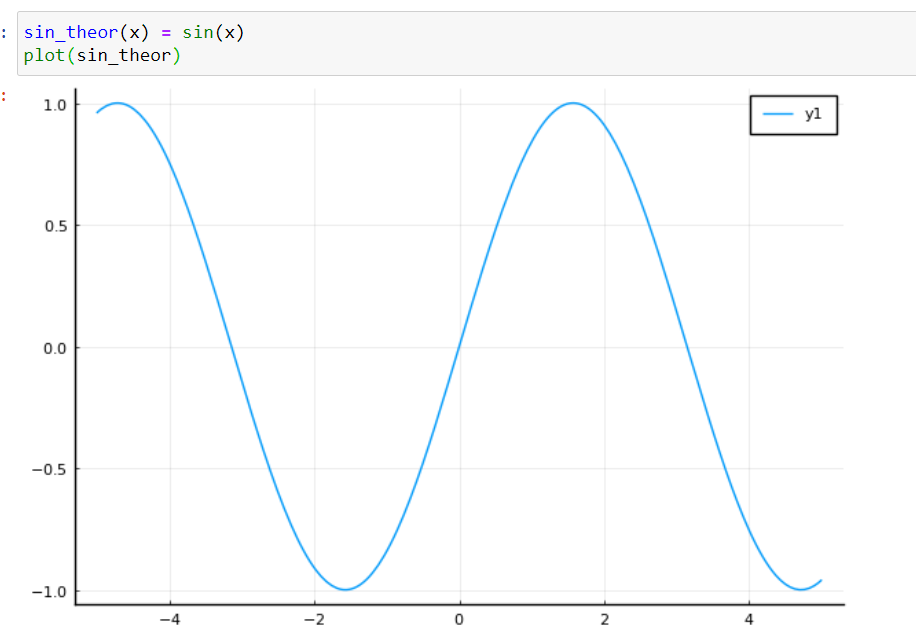 : sin_theor(x) = sin(x)
plot(sin_theor)
:
1.0
y1
0.5
0.0
−0.5
−1.0
−4 −2 0 2 4